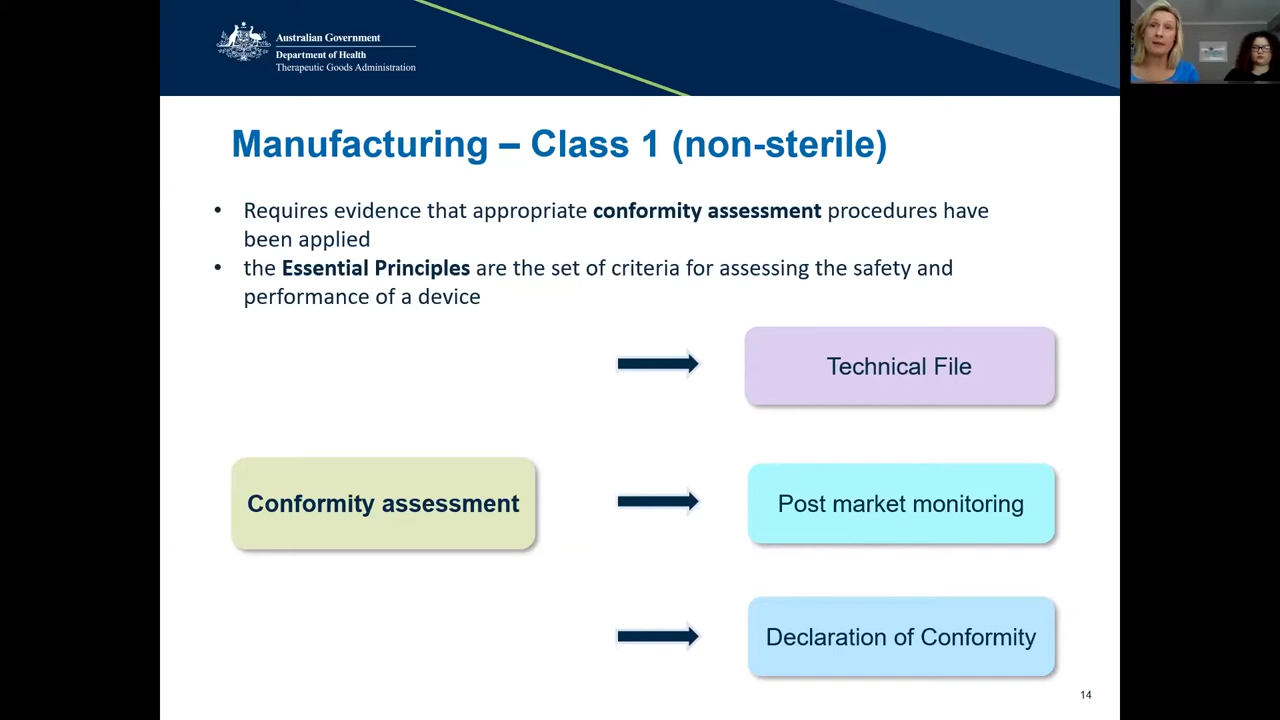 Australian Government
Department of Health
Therapeutic Goods Administration
Manufacturing – Class 1 (non-sterile)
• Requires evidence that appropriate conformity assessment procedures have
been applied
• the Essential Principles are the set of criteria for assessing the safety and
performance of a device
Technical File
Conformity assessment
Post market monitoring
Declaration of Conformity
14